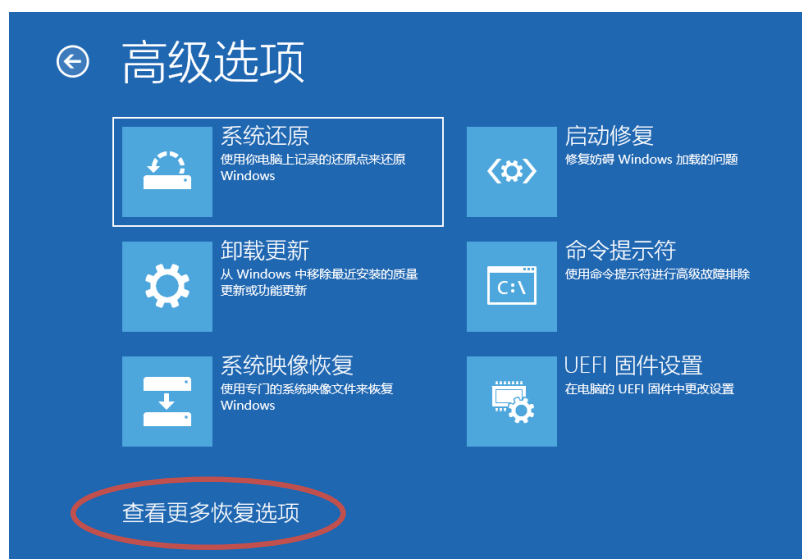 高级选项
系统还原
使用你电脑上记录的还原点来还原
Windows
启动修复
修复妨碍 Windows 加载的问题
卸载更新
从 Windows 中移除最近安装的质量
更新或功能更新
命令提示符
使用命令提示符进行高级故障排除
C:\
系统映像恢复
使用专门的系统映像文件来恢复
Windows
UEFI 固件设置
在电脑的 UEFI 固件中更改设置
查看更多恢复选项